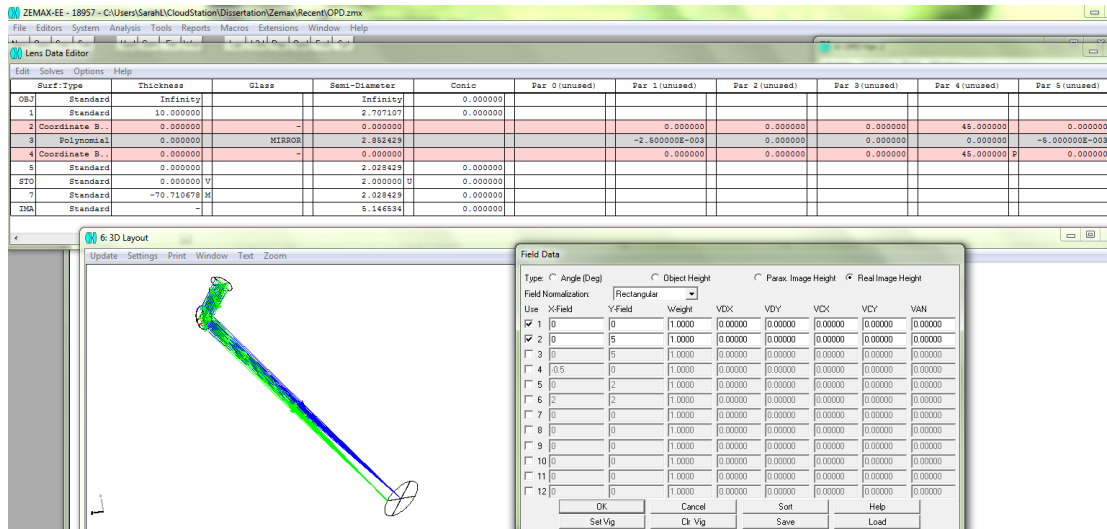 ZEMAX-EE - 18957 - C:\Users\SarahL\CloudStation\Dissertation\Zemax\Recent\OPD.zmx
File Editors System Analysis Tools Reports Macros Extensions Window Help
Lens Data Editor
Edit Solves Options Help
Surf:Type Thickness Glass Semi-Diameter Conic Par 0(unused) Par 1(unused) Par 2(unused) Par 3(unused) Par 4(unused) Par 5(unused)
OBJ Standard Infinity Infinity 0.000000
1 Standard 10.000000 2.707107 0.000000
2 Coordinate B.. 0.000000 - 0.000000 0.000000 0.000000 0.000000 45.000000 0.000000
3 Polynomial 0.000000 MIRROR 2.852429 -2.500000E-003 0.000000 0.000000 0.000000 -5.000000E-003
4 Coordinate B.. 0.000000 - 0.000000 0.000000 0.000000 0.000000 45.000000 P 0.000000
5 Standard 0.000000 2.028429 0.000000
STO Standard 0.000000 V 2.000000 U 0.000000
7 Standard -70.710678 M 2.028429 0.000000
IMA Standard - 5.146534 0.000000
6: 3D Layout
Update Settings Print Window Text Zoom
Field Data
Type: Angle (Deg) Object Height Parax. Image Height Real Image Height
Field Normalization: Rectangular
Use X-Field Y-Field Weight VDX VDY VCX VCY VAN
1 0 0 1.0000 0.00000 0.00000 0.00000 0.00000 0.00000
2 0 5 1.0000 0.00000 0.00000 0.00000 0.00000 0.00000
3 0 5 1.0000 0.00000 0.00000 0.00000 0.00000 0.00000
4 -0.5 0 1.0000 0.00000 0.00000 0.00000 0.00000 0.00000
5 0 2 1.0000 0.00000 0.00000 0.00000 0.00000 0.00000
6 2 2 1.0000 0.00000 0.00000 0.00000 0.00000 0.00000
7 0 0 1.0000 0.00000 0.00000 0.00000 0.00000 0.00000
8 0 0 1.0000 0.00000 0.00000 0.00000 0.00000 0.00000
9 0 0 1.0000 0.00000 0.00000 0.00000 0.00000 0.00000
10 0 0 1.0000 0.00000 0.00000 0.00000 0.00000 0.00000
11 0 0 1.0000 0.00000 0.00000 0.00000 0.00000 0.00000
12 0 0 1.0000 0.00000 0.00000 0.00000 0.00000 0.00000
OK Cancel Sort Help
Set Vig Clr Vig Save Load